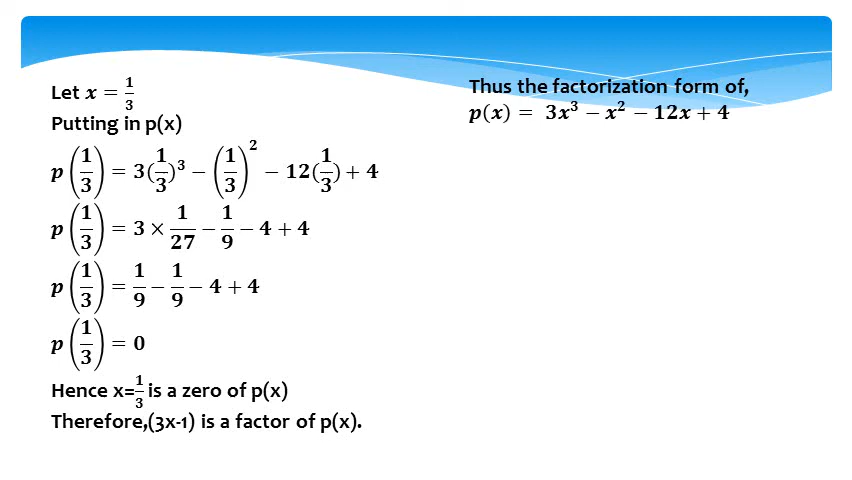 Let x = 1/3
Putting in p(x)
p(1/3) = 3(1/3)³ − (1/3)² − 12(1/3) + 4
p(1/3) = 3 × 1/27 − 1/9 − 4 + 4
p(1/3) = 1/9 − 1/9 − 4 + 4
p(1/3) = 0
Hence x=1/3 is a zero of p(x)
Therefore,(3x-1) is a factor of p(x).
Thus the factorization form of,
p(x) = 3x³ − x² − 12x + 4